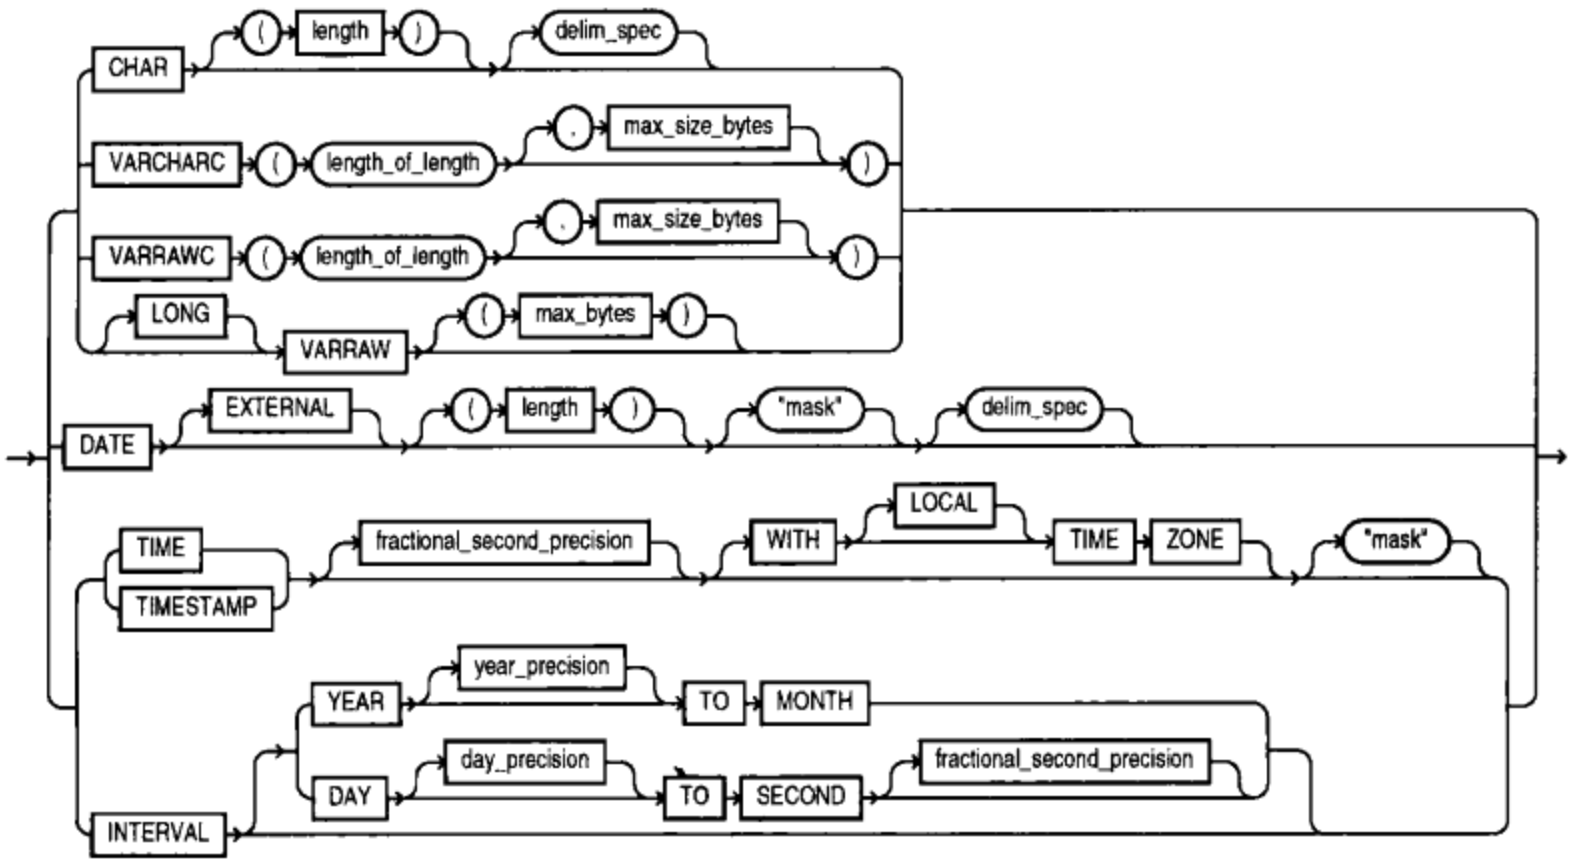 ( length ) delim_spec
CHAR
, max_size_bytes
VARCHARC ( length_of_length )
, max_size_bytes
VARRAWC ( length_of_length )
LONG ( max_bytes )
VARRAW
EXTERNAL ( length ) "mask" delim_spec
DATE
LOCAL
TIME fractional_second_precision WITH TIME ZONE "mask"
TIMESTAMP
year_precision
YEAR TO MONTH
day_precision fractional_second_precision
DAY TO SECOND
INTERVAL